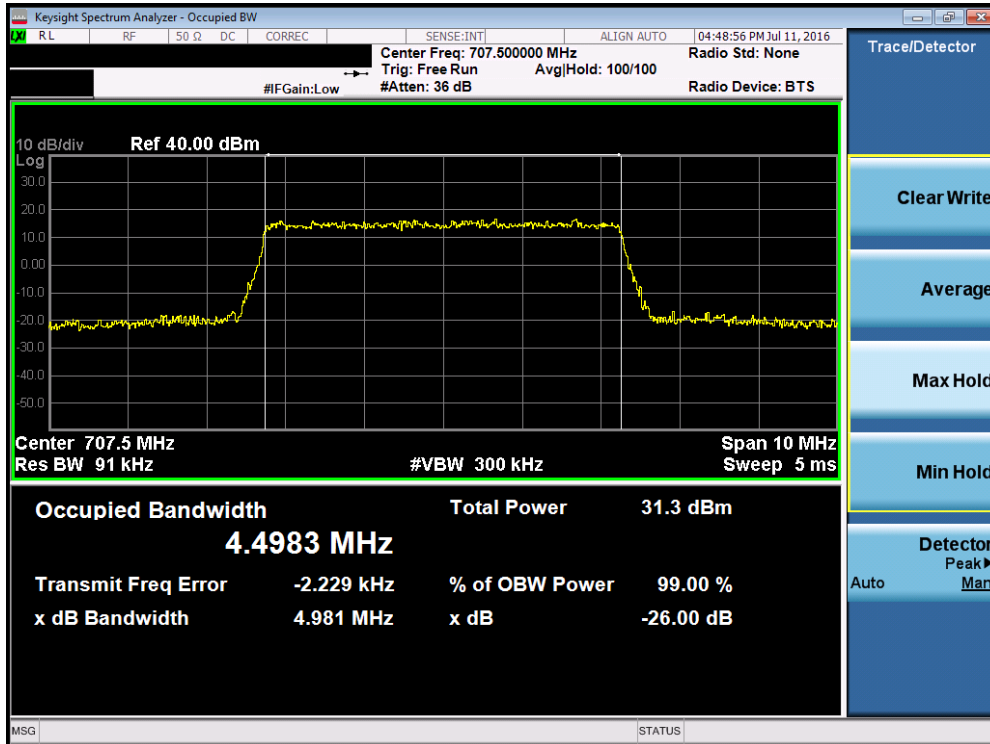 Keysight Spectrum Analyzer - Occupied BW
LXI RL RF 50 Ω DC CORREC SENSE:INT ALIGN AUTO 04:48:56 PM Jul 11, 2016
Center Freq: 707.500000 MHz Radio Std: None
Trig: Free Run Avg|Hold: 100/100
#IFGain:Low #Atten: 36 dB Radio Device: BTS
Trace/Detector
10 dB/div Ref 40.00 dBm
Log
30.0
20.0
10.0
0.00
-10.0
-20.0
-30.0
-40.0
-50.0
Center 707.5 MHz Span 10 MHz
Res BW 91 kHz #VBW 300 kHz Sweep 5 ms
Occupied Bandwidth Total Power 31.3 dBm
4.4983 MHz
Transmit Freq Error -2.229 kHz % of OBW Power 99.00 %
x dB Bandwidth 4.981 MHz x dB -26.00 dB
Clear Write
Average
Max Hold
Min Hold
Detector
Peak▶
Auto Man
MSG STATUS